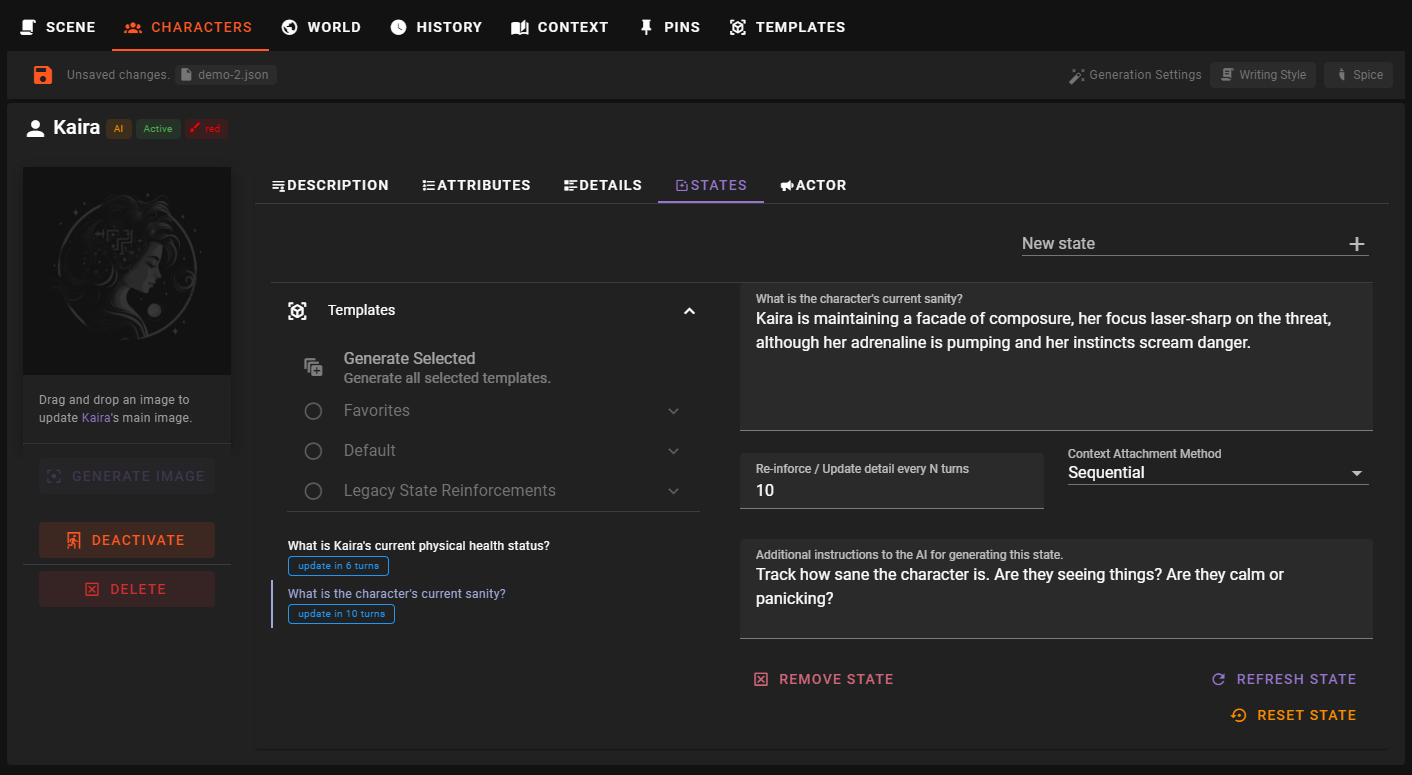 SCENE
CHARACTERS
WORLD
HISTORY
CONTEXT
PINS
TEMPLATES
Unsaved changes.
demo-2.json
Generation Settings
Writing Style
Spice
Kaira
AI
Active
red
DESCRIPTION
ATTRIBUTES
DETAILS
STATES
ACTOR
Drag and drop an image to
update Kaira's main image.
GENERATE IMAGE
DEACTIVATE
DELETE
New state
Templates
Generate Selected
Generate all selected templates.
Favorites
Default
Legacy State Reinforcements
What is Kaira's current physical health status?
update in 6 turns
What is the character's current sanity?
update in 10 turns
What is the character's current sanity?
Kaira is maintaining a facade of composure, her focus laser-sharp on the threat,
although her adrenaline is pumping and her instincts scream danger.
Re-inforce / Update detail every N turns
10
Context Attachment Method
Sequential
Additional instructions to the AI for generating this state.
Track how sane the character is. Are they seeing things? Are they calm or
panicking?
REMOVE STATE
REFRESH STATE
RESET STATE